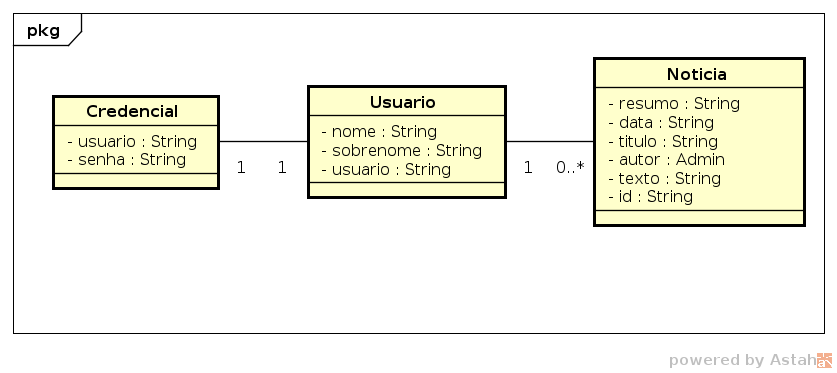 pkg
Credencial
- usuario : String
- senha : String
1
1
Usuario
- nome : String
- sobrenome : String
- usuario : String
1
0..*
Noticia
- resumo : String
- data : String
- titulo : String
- autor : Admin
- texto : String
- id : String
powered by Astah